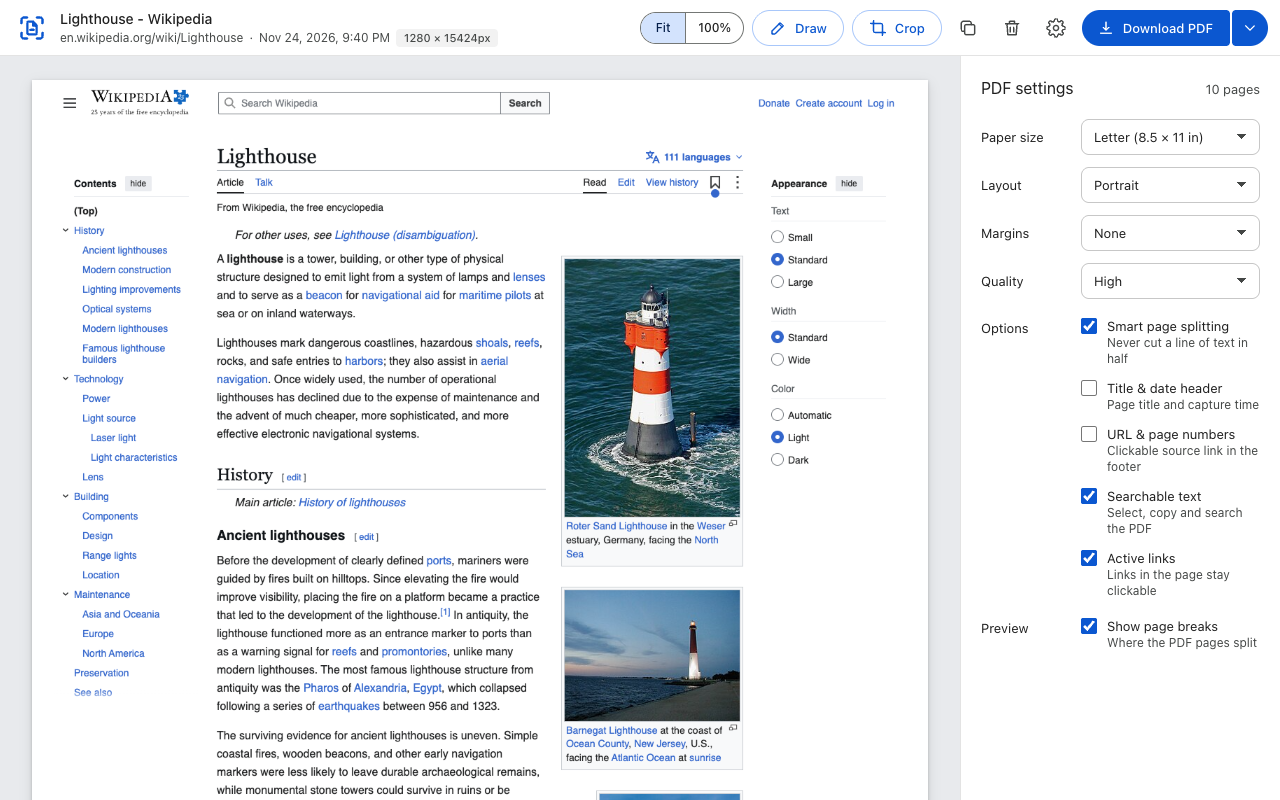 Lighthouse - Wikipedia
en.wikipedia.org/wiki/Lighthouse · Nov 24, 2026, 9:40 PM 1280 × 15424px
Fit 100% Draw Crop Download PDF
WIKIPEDIA
25 years of the free encyclopedia
Search Wikipedia Search
Donate Create account Log in
Contents hide
(Top)
History
Ancient lighthouses
Modern construction
Lighting improvements
Optical systems
Modern lighthouses
Famous lighthouse
builders
Technology
Power
Light source
Laser light
Light characteristics
Lens
Building
Components
Design
Range lights
Location
Maintenance
Asia and Oceania
Europe
North America
Preservation
See also
Lighthouse
111 languages
Article Talk Read Edit View history
From Wikipedia, the free encyclopedia
For other uses, see Lighthouse (disambiguation).
A lighthouse is a tower, building, or other type of physical
structure designed to emit light from a system of lamps and lenses
and to serve as a beacon for navigational aid for maritime pilots at
sea or on inland waterways.
Lighthouses mark dangerous coastlines, hazardous shoals, reefs,
rocks, and safe entries to harbors; they also assist in aerial
navigation. Once widely used, the number of operational
lighthouses has declined due to the expense of maintenance and
the advent of much cheaper, more sophisticated, and more
effective electronic navigational systems.
History [ edit ]
Main article: History of lighthouses
Ancient lighthouses [ edit ]
Before the development of clearly defined ports, mariners were
guided by fires built on hilltops. Since elevating the fire would
improve visibility, placing the fire on a platform became a practice
that led to the development of the lighthouse.[1] In antiquity, the
lighthouse functioned more as an entrance marker to ports than
as a warning signal for reefs and promontories, unlike many
modern lighthouses. The most famous lighthouse structure from
antiquity was the Pharos of Alexandria, Egypt, which collapsed
following a series of earthquakes between 956 and 1323.
The surviving evidence for ancient lighthouses is uneven. Simple
coastal fires, wooden beacons, and other early navigation
markers were less likely to leave durable archaeological remains,
while monumental stone towers could survive in ruins or be
Roter Sand Lighthouse in the Weser
estuary, Germany, facing the North
Sea
Barnegat Lighthouse at the coast of
Ocean County, New Jersey, U.S.,
facing the Atlantic Ocean at sunrise
Appearance hide
Text
Small
Standard
Large
Width
Standard
Wide
Color
Automatic
Light
Dark
PDF settings 10 pages
Paper size Letter (8.5 × 11 in)
Layout Portrait
Margins None
Quality High
Options
Smart page splitting
Never cut a line of text in
half
Title & date header
Page title and capture time
URL & page numbers
Clickable source link in the
footer
Searchable text
Select, copy and search
the PDF
Active links
Links in the page stay
clickable
Preview
Show page breaks
Where the PDF pages split